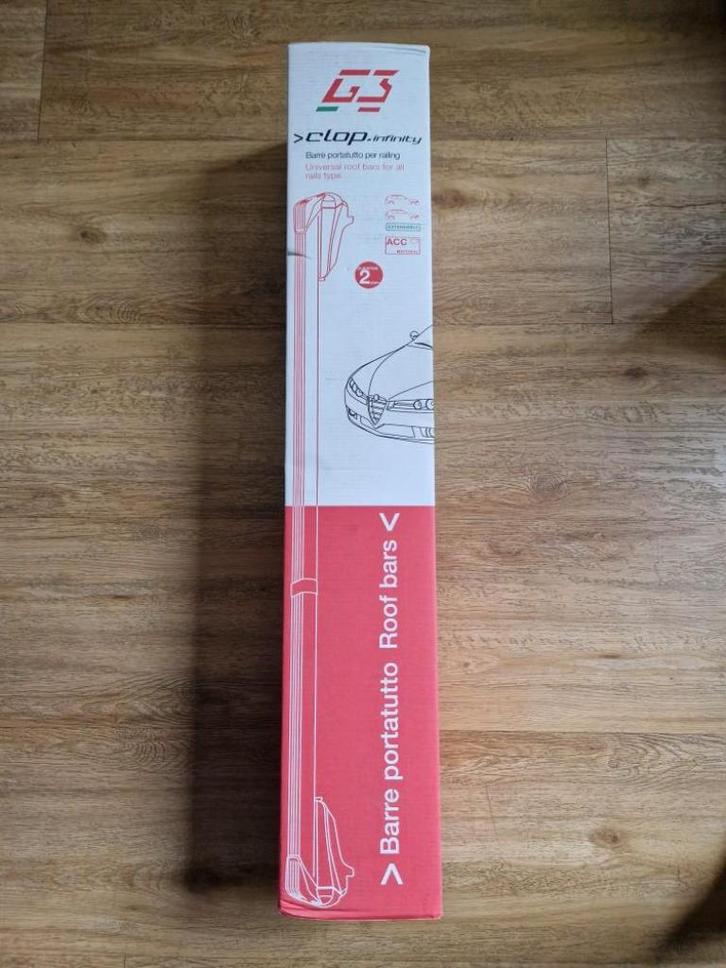 G3
>clop.infinity
Barre portatutto per railing
Universal roof bars for all
rails type
EXTENSIBILE
ACC
2
> Barre portatutto Roof bars <